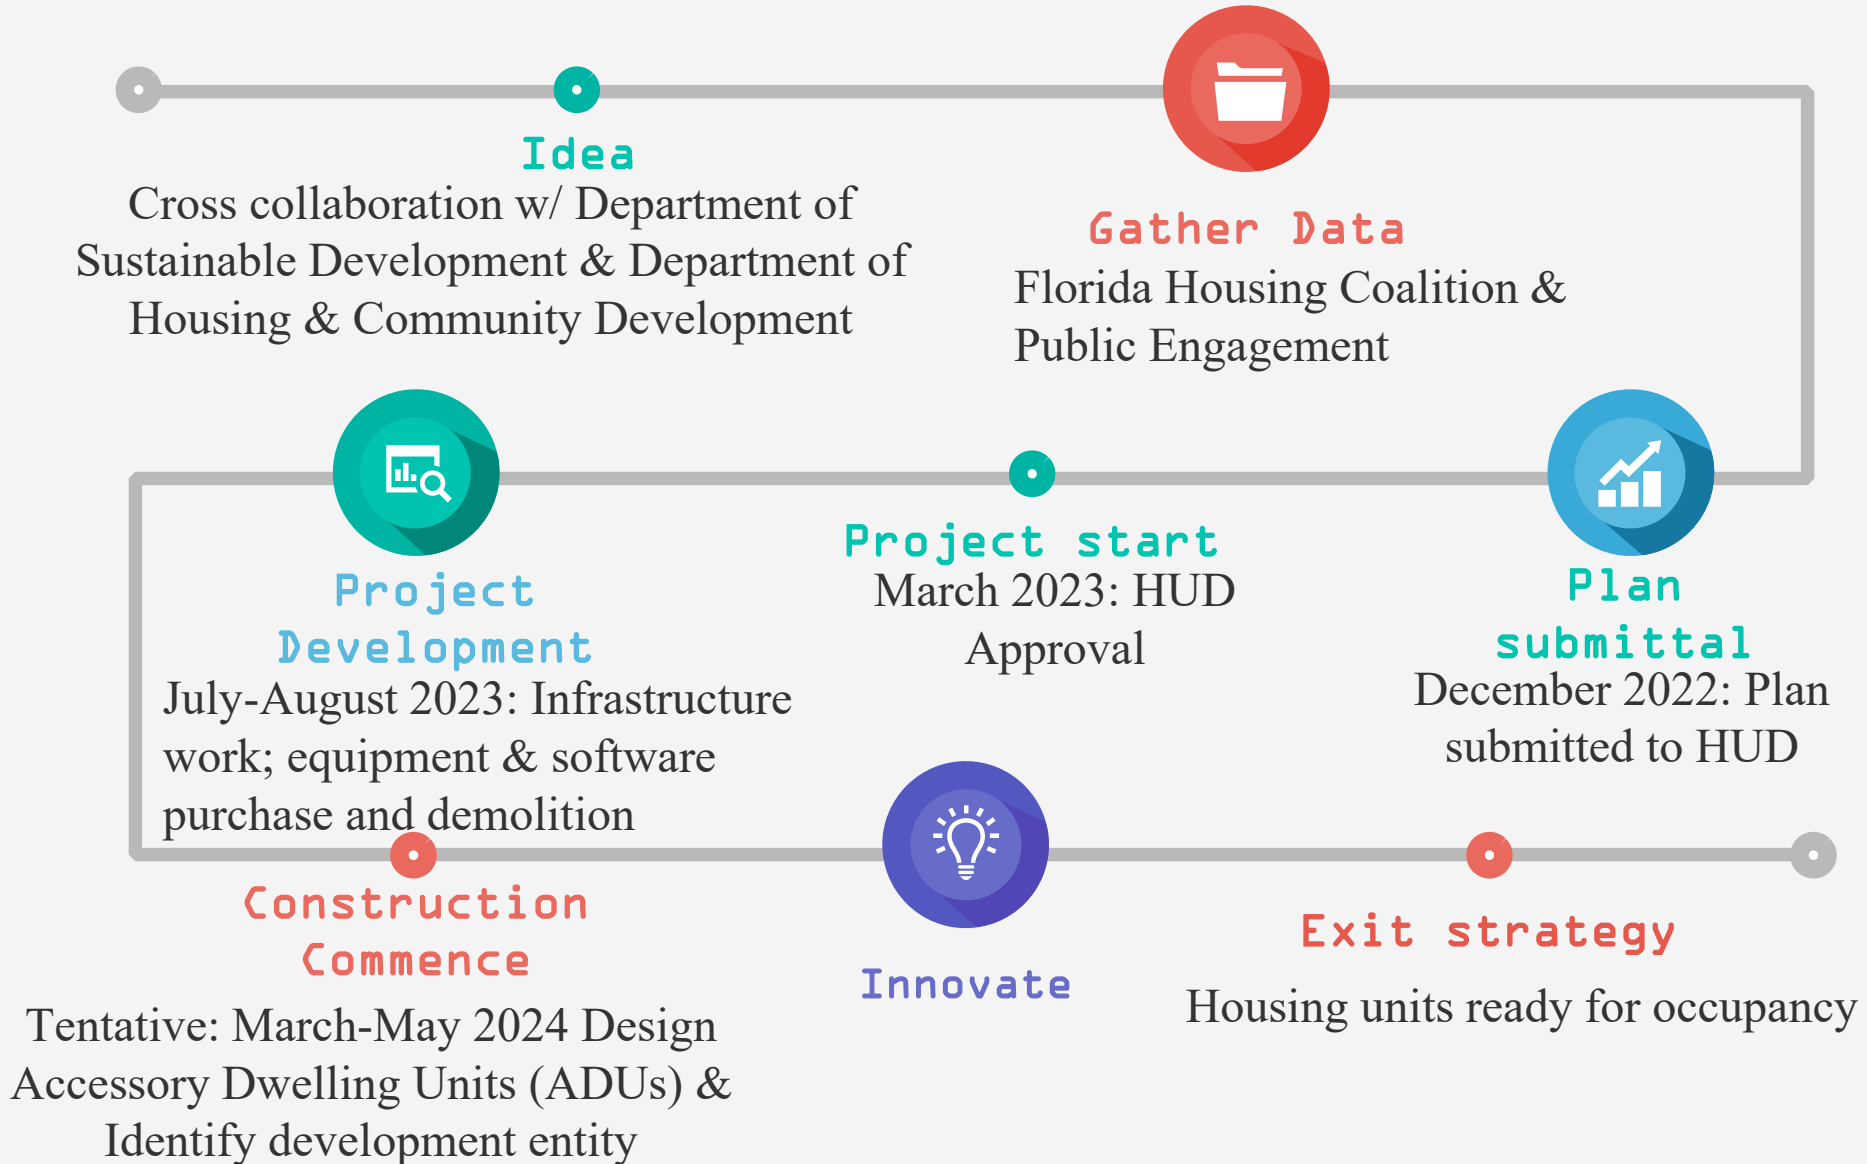 Idea
Cross collaboration w/ Department of
Sustainable Development & Department of
Housing & Community Development
Gather Data
Florida Housing Coalition &
Public Engagement
Plan
submittal
December 2022: Plan
submitted to HUD
Project start
March 2023: HUD
Approval
Project
Development
July-August 2023: Infrastructure
work; equipment & software
purchase and demolition
Construction
Commence
Tentative: March-May 2024 Design
Accessory Dwelling Units (ADUs) &
Identify development entity
Innovate
Exit strategy
Housing units ready for occupancy